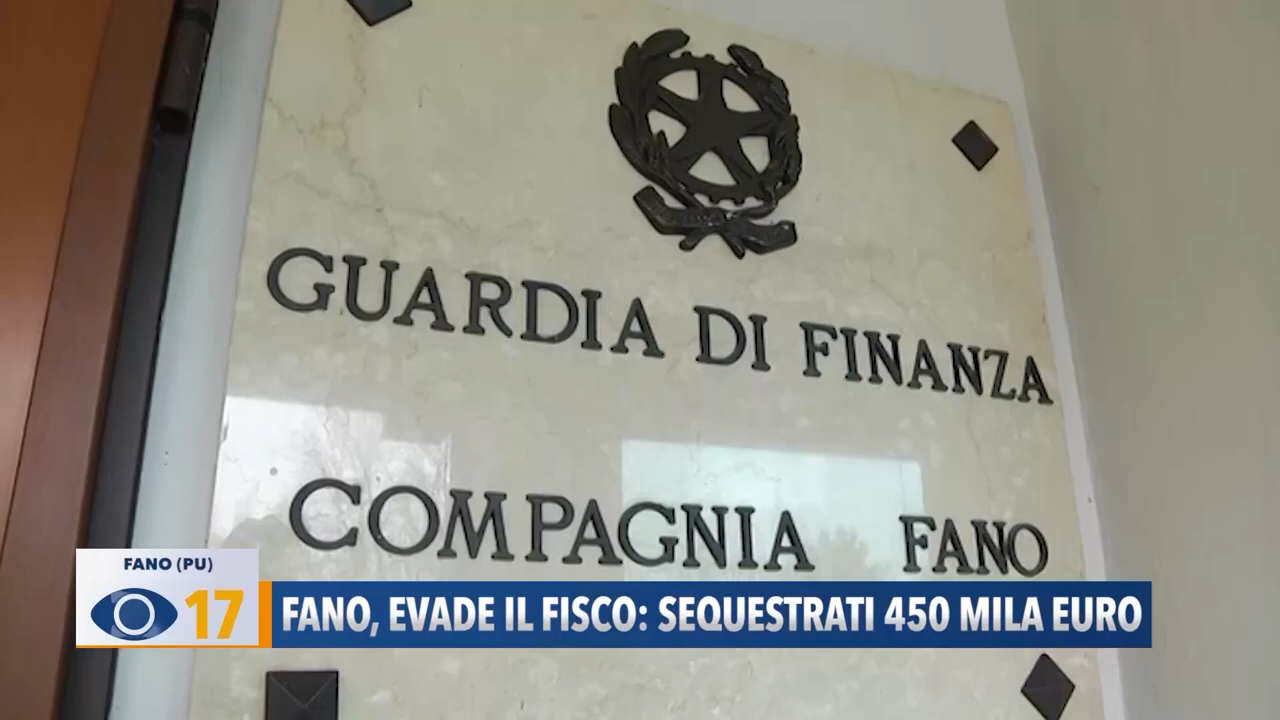 GUARDIA DI FINANZA
COMPAGNIA FANO
FANO (PU)
17
FANO, EVADE IL FISCO: SEQUESTRATI 450 MILA EURO